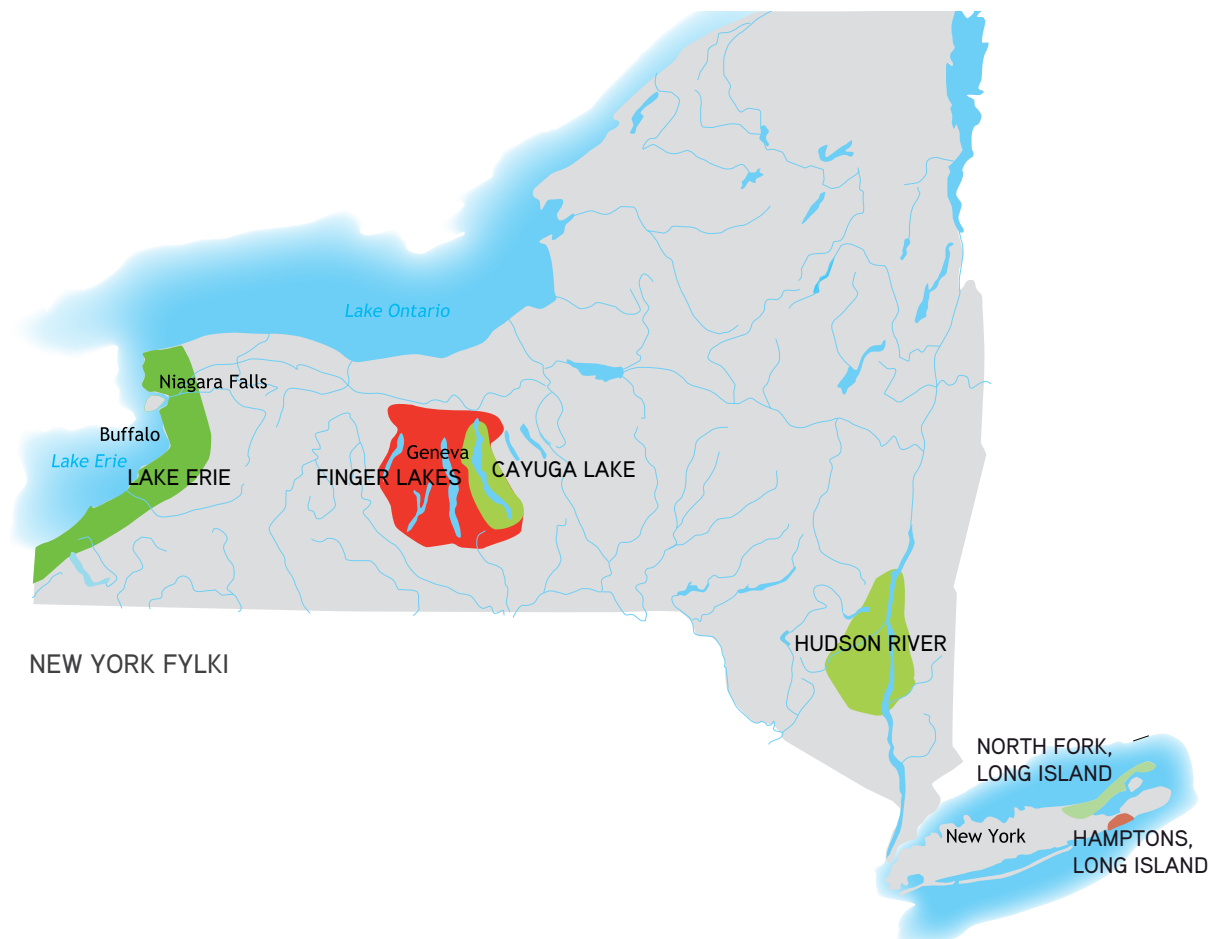 Lake Ontario
Niagara Falls
Buffalo
Lake Erie
LAKE ERIE
Geneva
FINGER LAKES
CAYUGA LAKE
HUDSON RIVER
NEW YORK FYLKI
NORTH FORK,
LONG ISLAND
New York
HAMPTONS,
LONG ISLAND